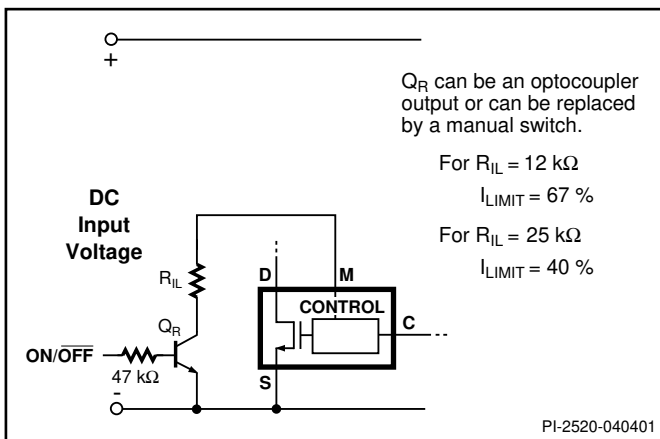 +
Q_R can be an optocoupler
output or can be replaced
by a manual switch.
For R_IL = 12 kΩ
I_LIMIT = 67 %
For R_IL = 25 kΩ
I_LIMIT = 40 %
DC
Input
Voltage
R_IL
D M
CONTROL
C
Q_R
ON/O̅F̅F̅
47 kΩ
S
-
PI-2520-040401